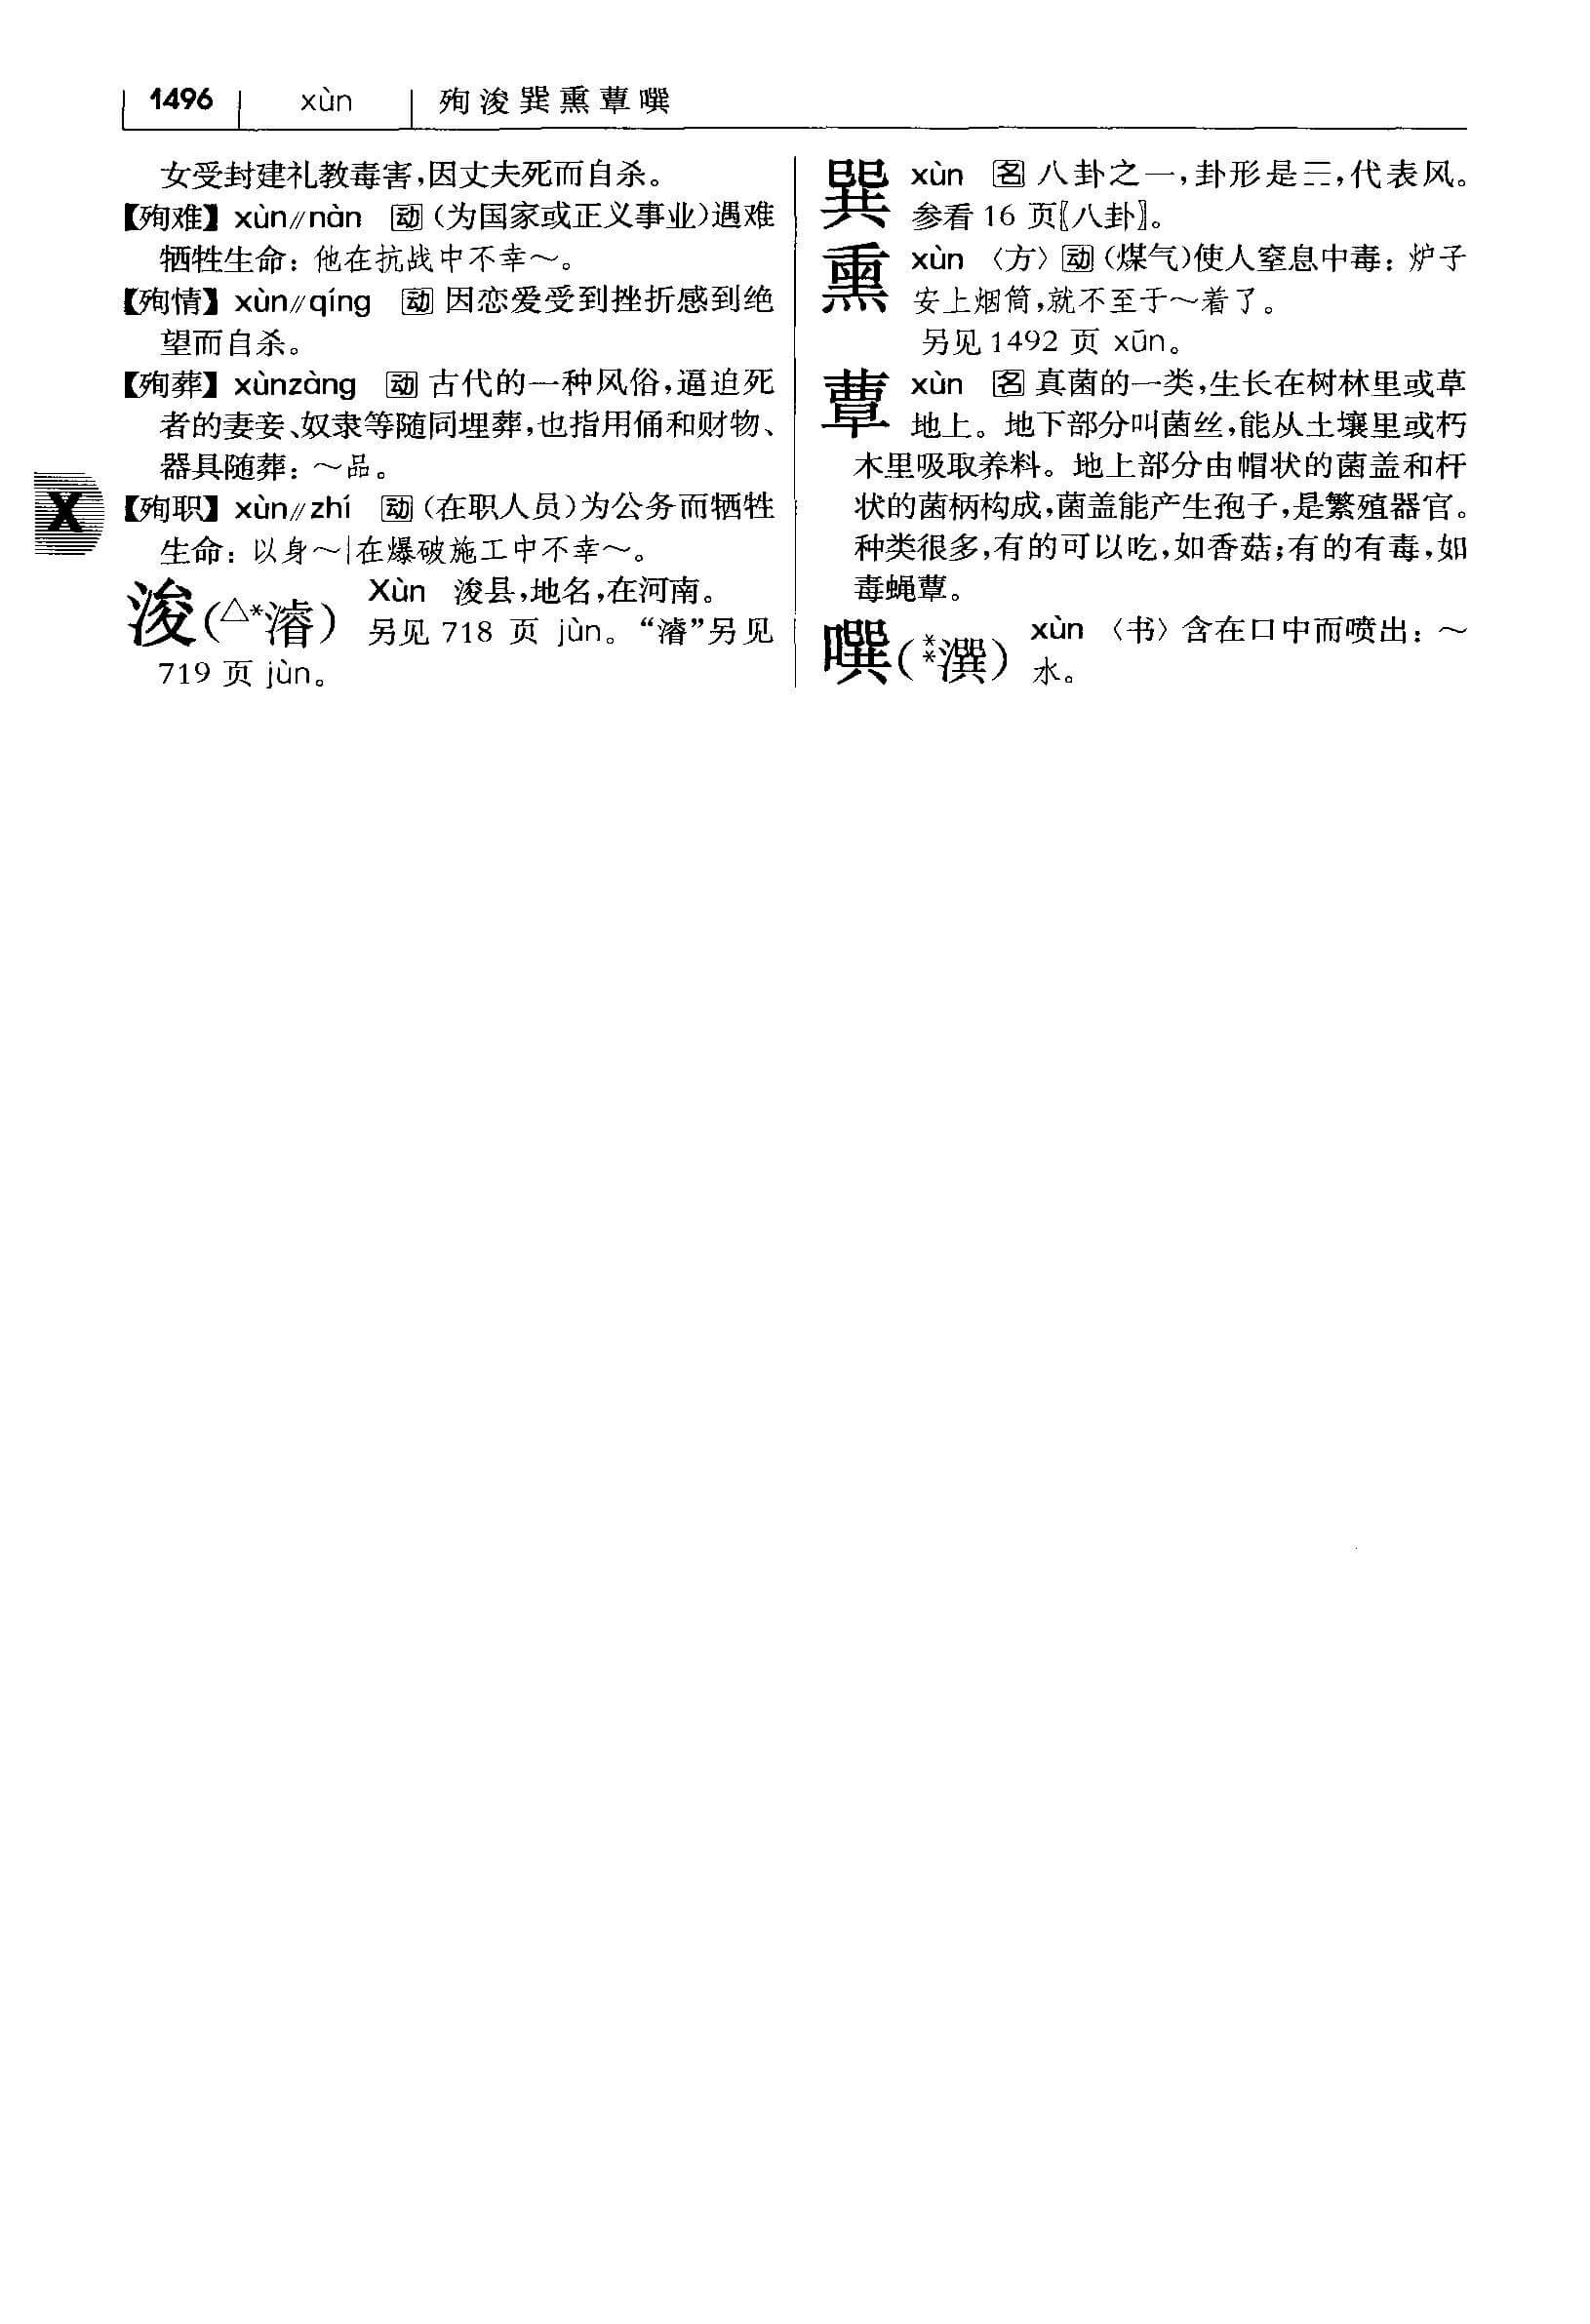 1496 xùn 殉浚巽熏蕈噀
女受封建礼教毒害，因丈夫死而自杀。
【殉难】 xùn∥nàn 动（为国家或正义事业）遇难
牺牲生命：他在抗战中不幸～。
【殉情】 xùn∥qíng 动 因恋爱受到挫折感到绝
望而自杀。
【殉葬】 xùnzàng 动 古代的一种风俗，逼迫死
者的妻妾、奴隶等随同埋葬，也指用俑和财物、
器具随葬：～品。
【殉职】 xùn∥zhí 动（在职人员）为公务而牺牲
生命：以身～|在爆破施工中不幸～。
浚（△*濬） Xùn 浚县，地名，在河南。
另见 718 页 jùn。“濬”另见
719 页 jùn。
X
巽 xùn 名 八卦之一，卦形是☴，代表风。
参看 16 页〖八卦〗。
熏 xùn 〈方〉动（煤气）使人窒息中毒：炉子
安上烟筒，就不至于～着了。
另见 1492 页 xūn。
蕈 xùn 名 真菌的一类，生长在树林里或草
地上。地下部分叫菌丝，能从土壤里或朽
木里吸取养料。地上部分由帽状的菌盖和杆
状的菌柄构成，菌盖能产生孢子，是繁殖器官。
种类很多，有的可以吃，如香菇；有的有毒，如
毒蝇蕈。
噀（**潠） xùn 〈书〉含在口中而喷出：～
水。